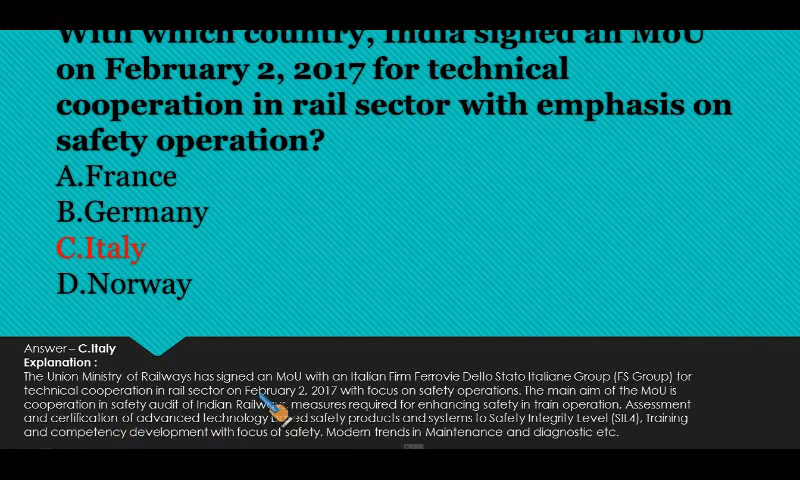 With which country, India signed an MoU
on February 2, 2017 for technical
cooperation in rail sector with emphasis on
safety operation?
A.France
B.Germany
C.Italy
D.Norway
Answer – C.Italy
Explanation :
The Union Ministry of Railways has signed an MoU with an Italian Firm Ferrovie Dello Stato Italiane Group (FS Group) for
technical cooperation in rail sector on February 2, 2017 with focus on safety operations. The main aim of the MoU is
cooperation in safety audit of Indian Railways, measures required for enhancing safety in train operation, Assessment
and certification of advanced technology based safety products and systems to Safety Integrity Level (SIL4), Training
and competency development with focus of safety, Modern trends in Maintenance and diagnostic etc.